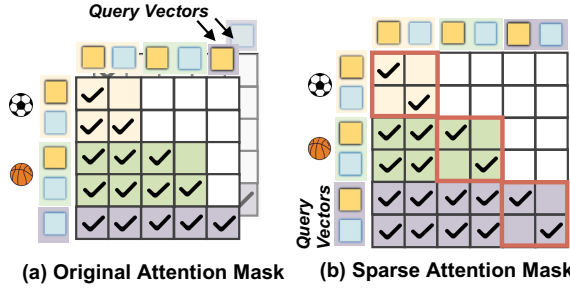 Query Vectors
Query
Vectors
(a) Original Attention Mask
(b) Sparse Attention Mask